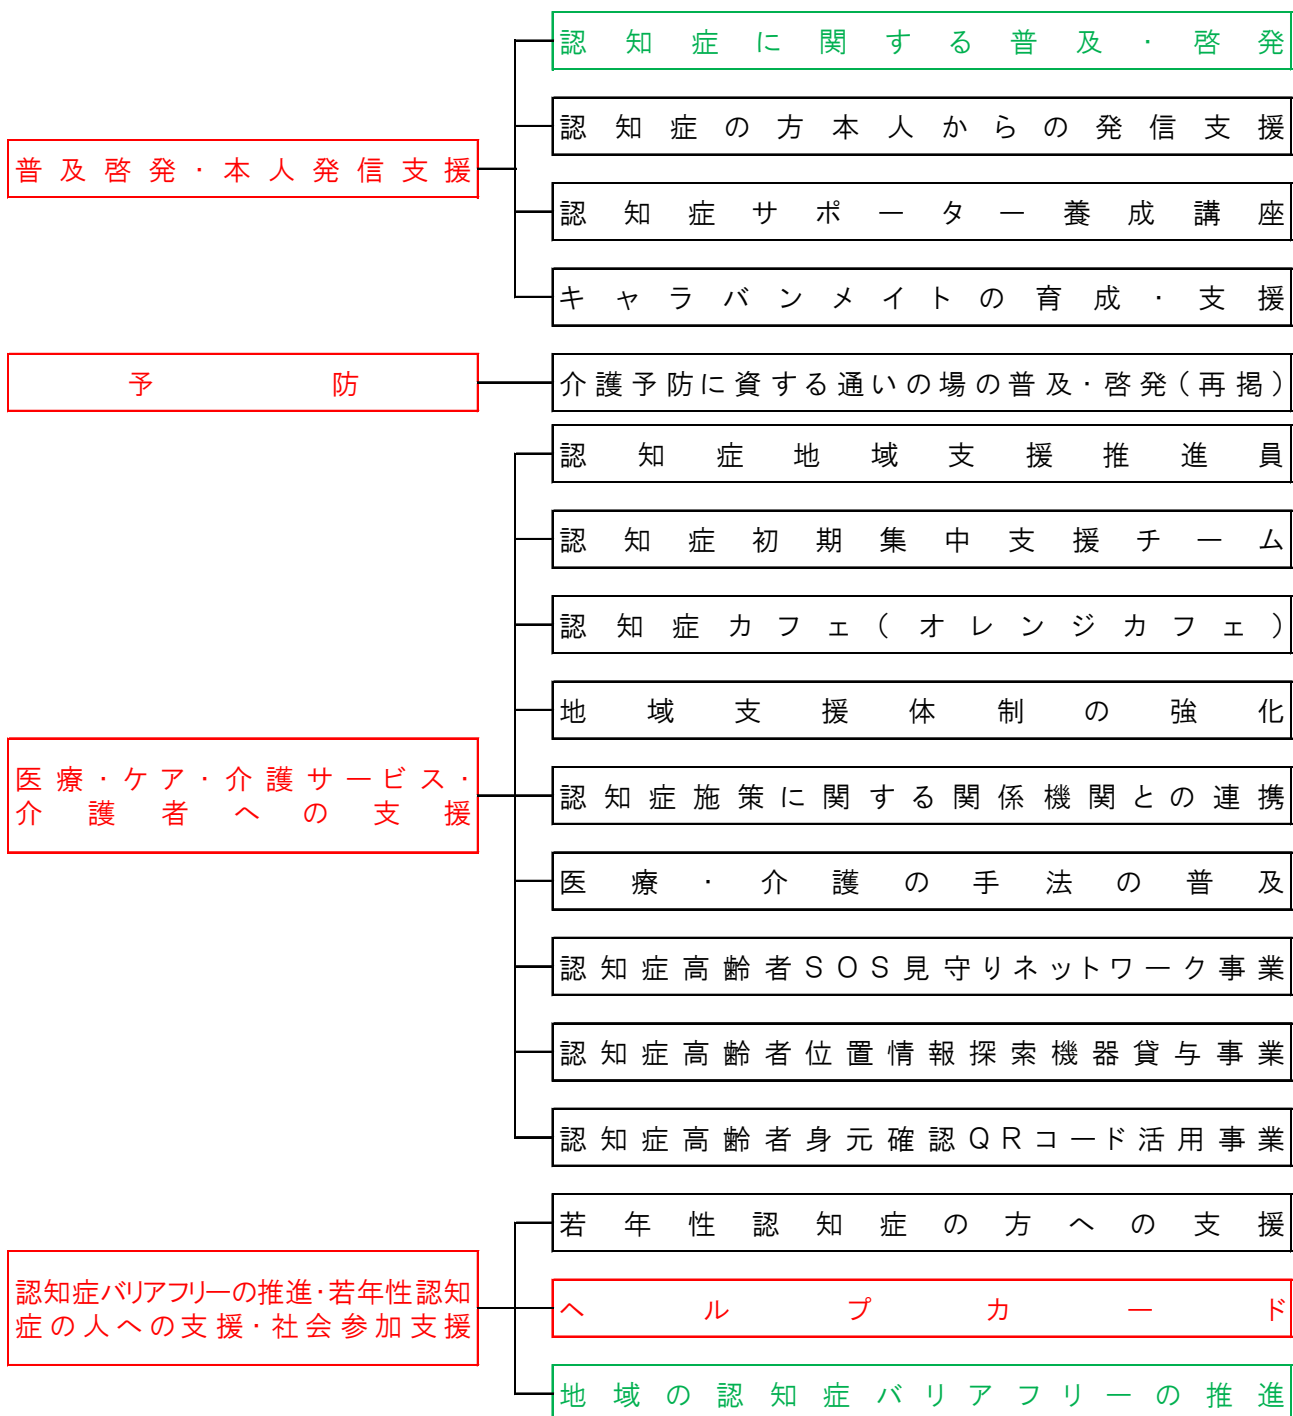 普及啓発・本人発信支援
認知症に関する普及・啓発
認知症の方本人からの発信支援
認知症サポーター養成講座
キャラバンメイトの育成・支援
予防
介護予防に資する通いの場の普及・啓発(再掲)
医療・ケア・介護サービス・
介護者への支援
認知症地域支援推進員
認知症初期集中支援チーム
認知症カフェ(オレンジカフェ)
地域支援体制の強化
認知症施策に関する関係機関との連携
医療・介護の手法の普及
認知症高齢者SOS見守りネットワーク事業
認知症高齢者位置情報探索機器貸与事業
認知症高齢者身元確認QRコード活用事業
認知症バリアフリーの推進・若年性認知
症の人への支援・社会参加支援
若年性認知症の方への支援
ヘルプカード
地域の認知症バリアフリーの推進